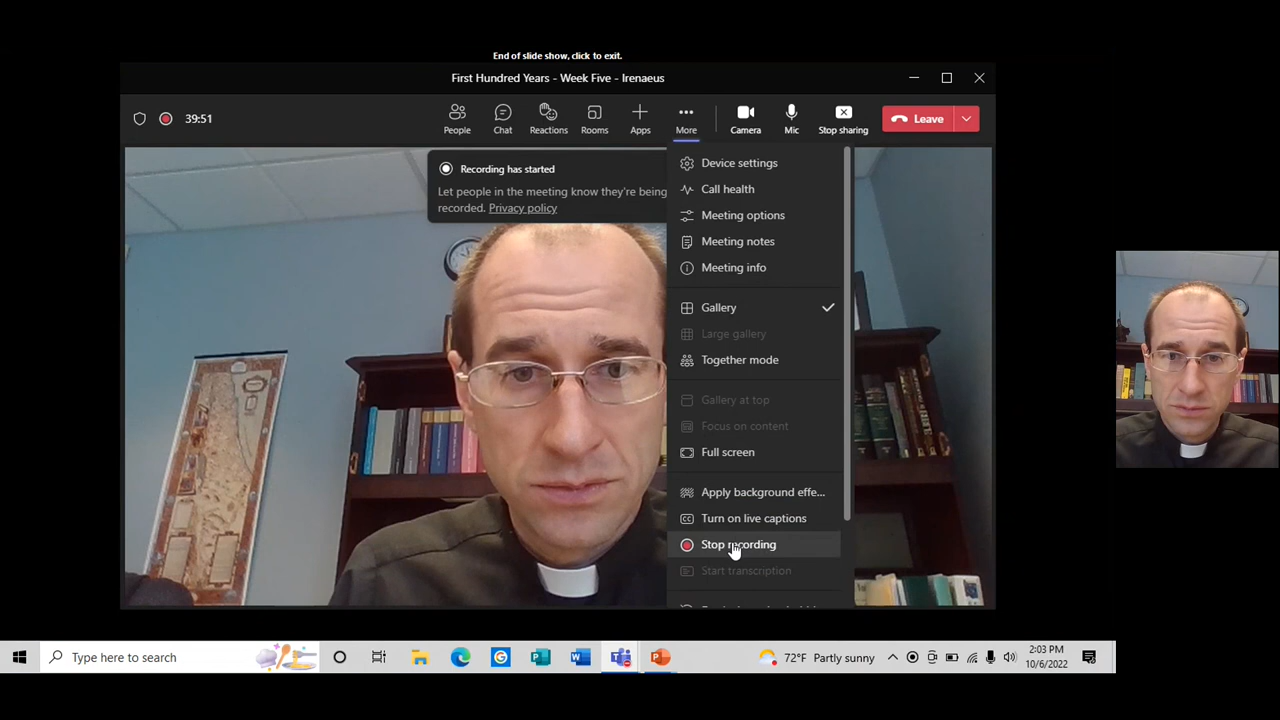 End of slide show, click to exit.
First Hundred Years - Week Five - Irenaeus
39:51
People
Chat
Reactions
Rooms
Apps
More
Camera
Mic
Stop sharing
Leave
Recording has started
Let people in the meeting know they're being
recorded. Privacy policy
Device settings
Call health
Meeting options
Meeting notes
Meeting info
Gallery
Large gallery
Together mode
Gallery at top
Focus on content
Full screen
Apply background effe...
Turn on live captions
Stop recording
Start transcription
Type here to search
72°F Partly sunny
2:03 PM
10/6/2022